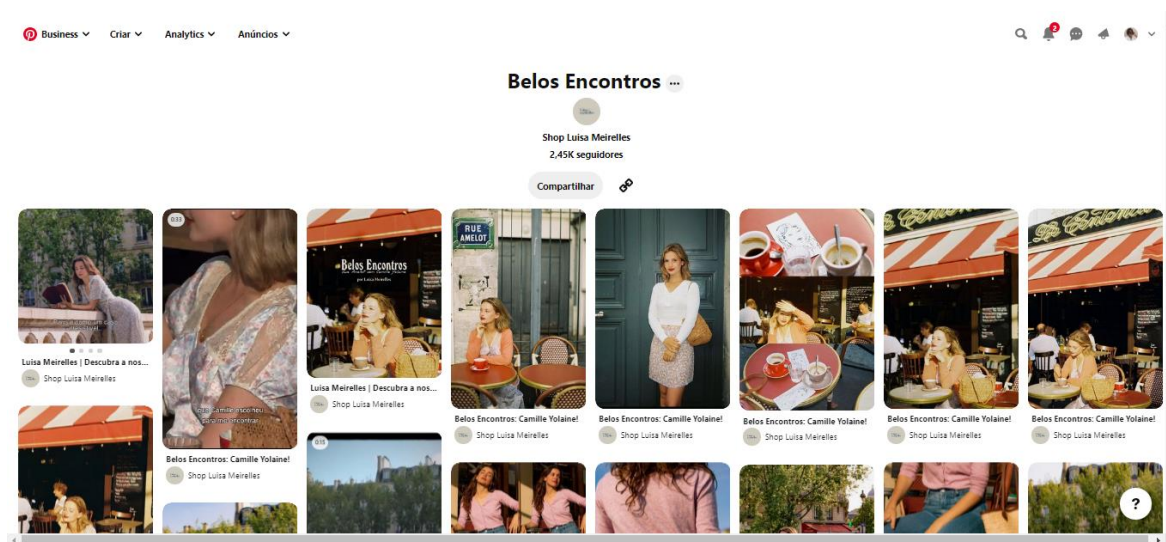 Business
Criar
Analytics
Anúncios
2
Belos Encontros
Shop Luisa Meirelles
2,45K seguidores
Compartilhar
Luisa Meirelles | Descubra a nos...
Shop Luisa Meirelles
0:33
Belos Encontros: Camille Yolaine!
Shop Luisa Meirelles
Belos Encontros
por Luisa Meirelles
Luisa Meirelles | Descubra a nos...
Shop Luisa Meirelles
0:15
RUE
AMELOT
Belos Encontros: Camille Yolaine!
Shop Luisa Meirelles
Belos Encontros: Camille Yolaine!
Shop Luisa Meirelles
Belos Encontros: Camille Yolaine!
Shop Luisa Meirelles
Belos Encontros: Camille Yolaine!
Shop Luisa Meirelles
Belos Encontros: Camille Yolaine!
Shop Luisa Meirelles
?